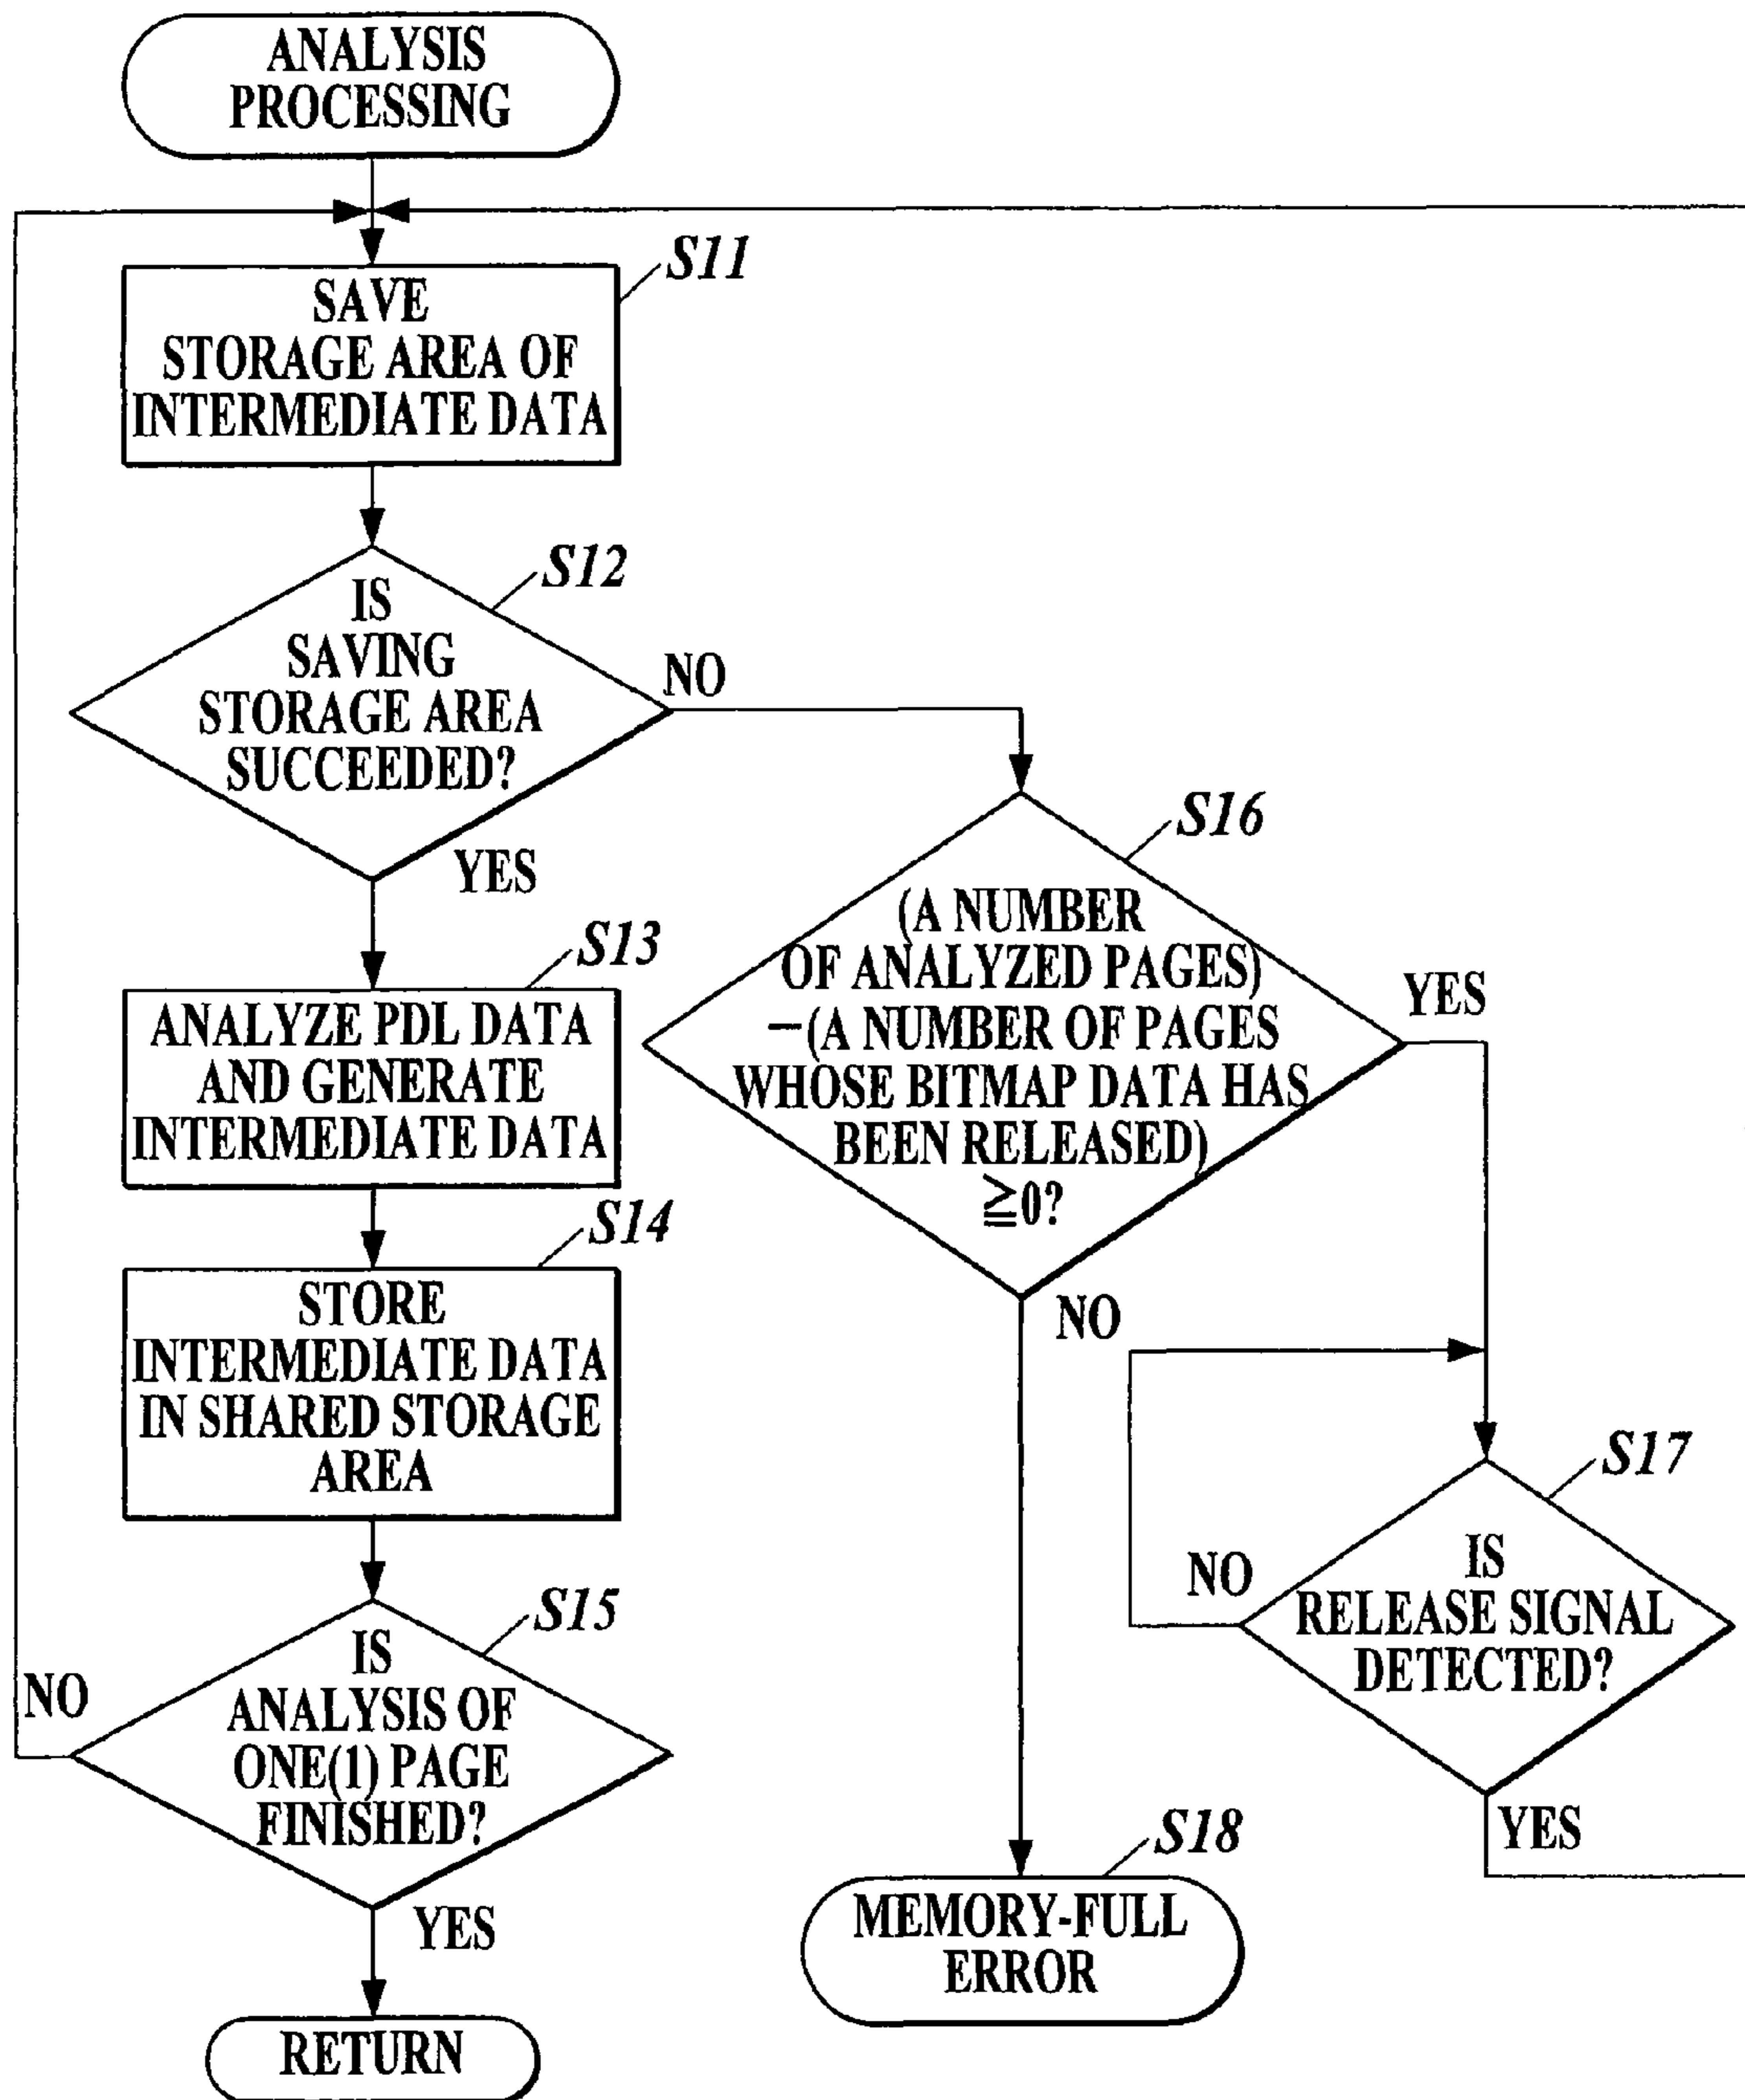 ANALYSIS
PROCESSING
S11
SAVE
STORAGE AREA OF
INTERMEDIATE DATA
S12
IS
SAVING
STORAGE AREA
SUCCEEDED?
NO
YES
S13
ANALYZE PDL DATA
AND GENERATE
INTERMEDIATE DATA
S14
STORE
INTERMEDIATE DATA
IN SHARED STORAGE
AREA
S15
IS
ANALYSIS OF
ONE(1) PAGE
FINISHED?
NO
YES
RETURN
S16
(A NUMBER
OF ANALYZED PAGES)
—(A NUMBER OF PAGES
WHOSE BITMAP DATA HAS
BEEN RELEASED)
≧0?
YES
NO
S17
IS
RELEASE SIGNAL
DETECTED?
NO
YES
S18
MEMORY-FULL
ERROR